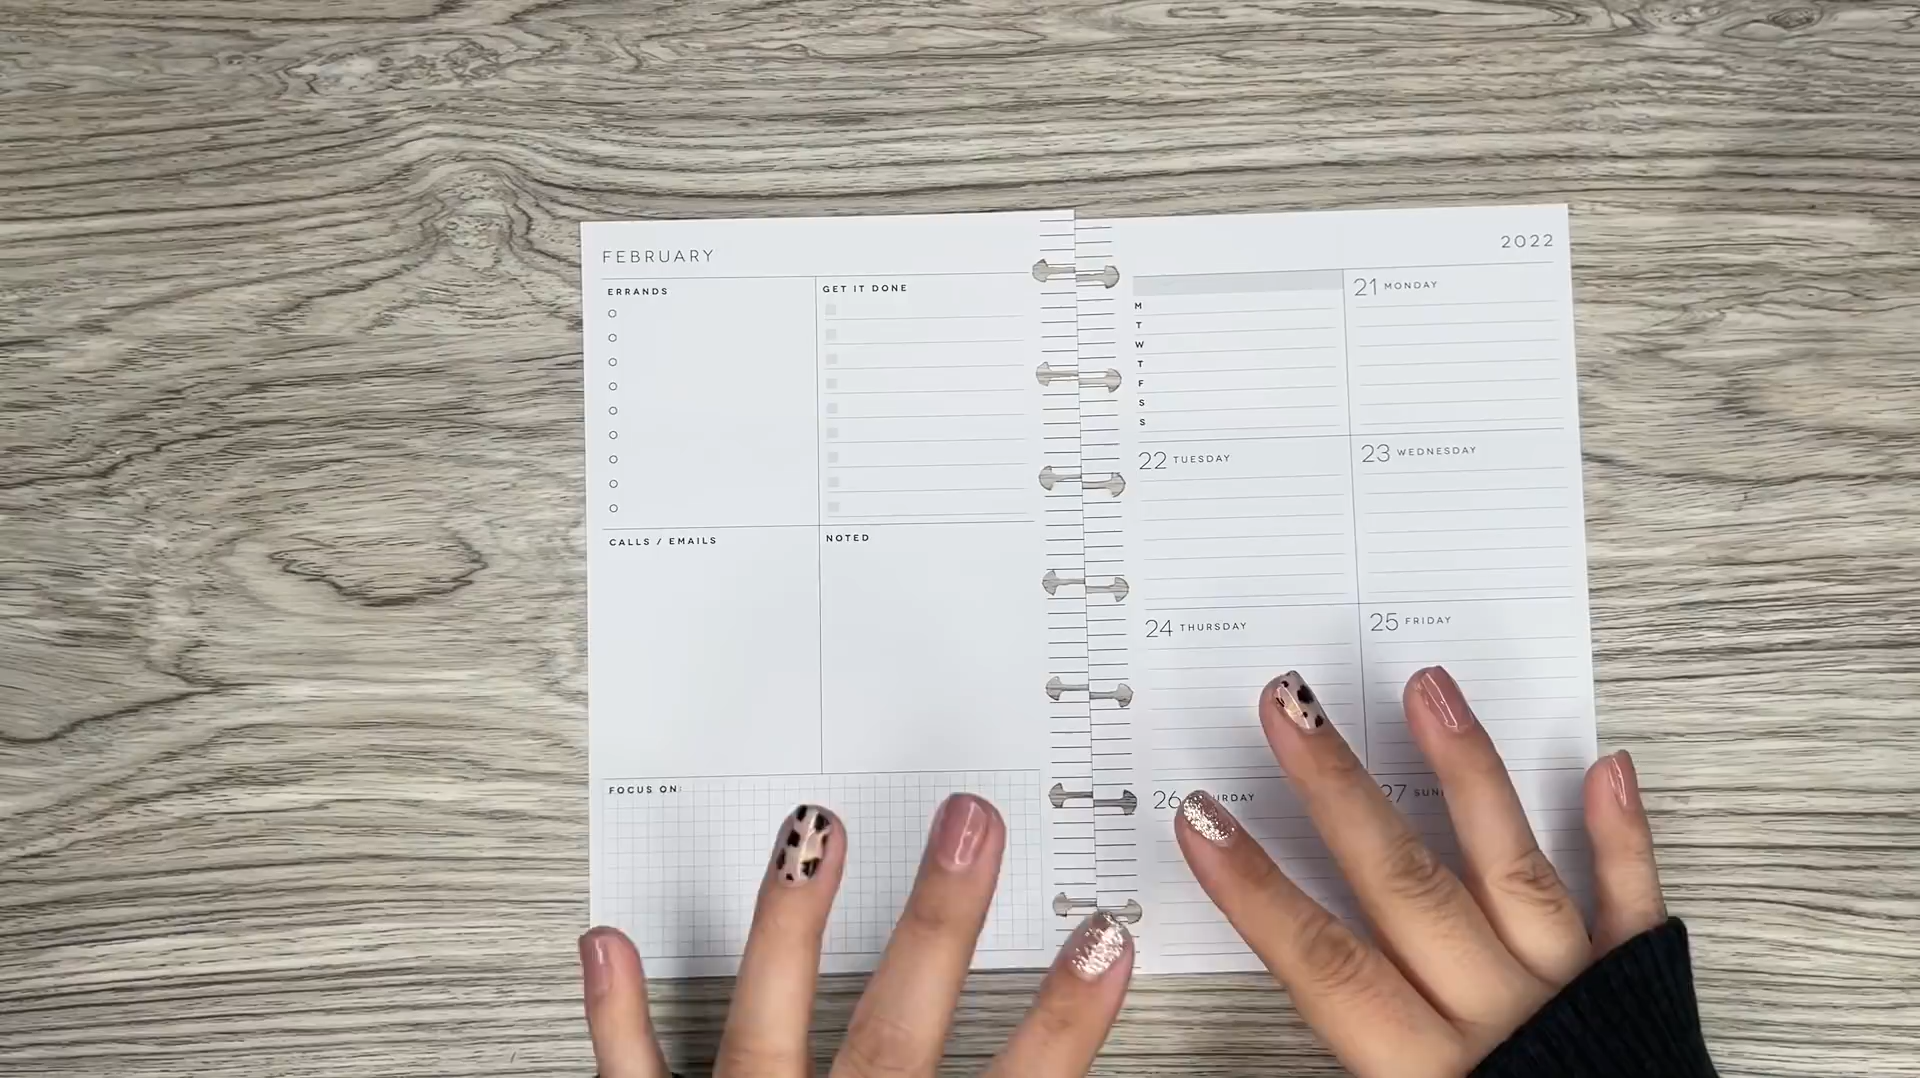 FEBRUARY
ERRANDS
GET IT DONE
CALLS / EMAILS
NOTED
FOCUS ON:
2022
M
T
W
T
F
S
S
21 MONDAY
22 TUESDAY
23 WEDNESDAY
24 THURSDAY
25 FRIDAY
26
27